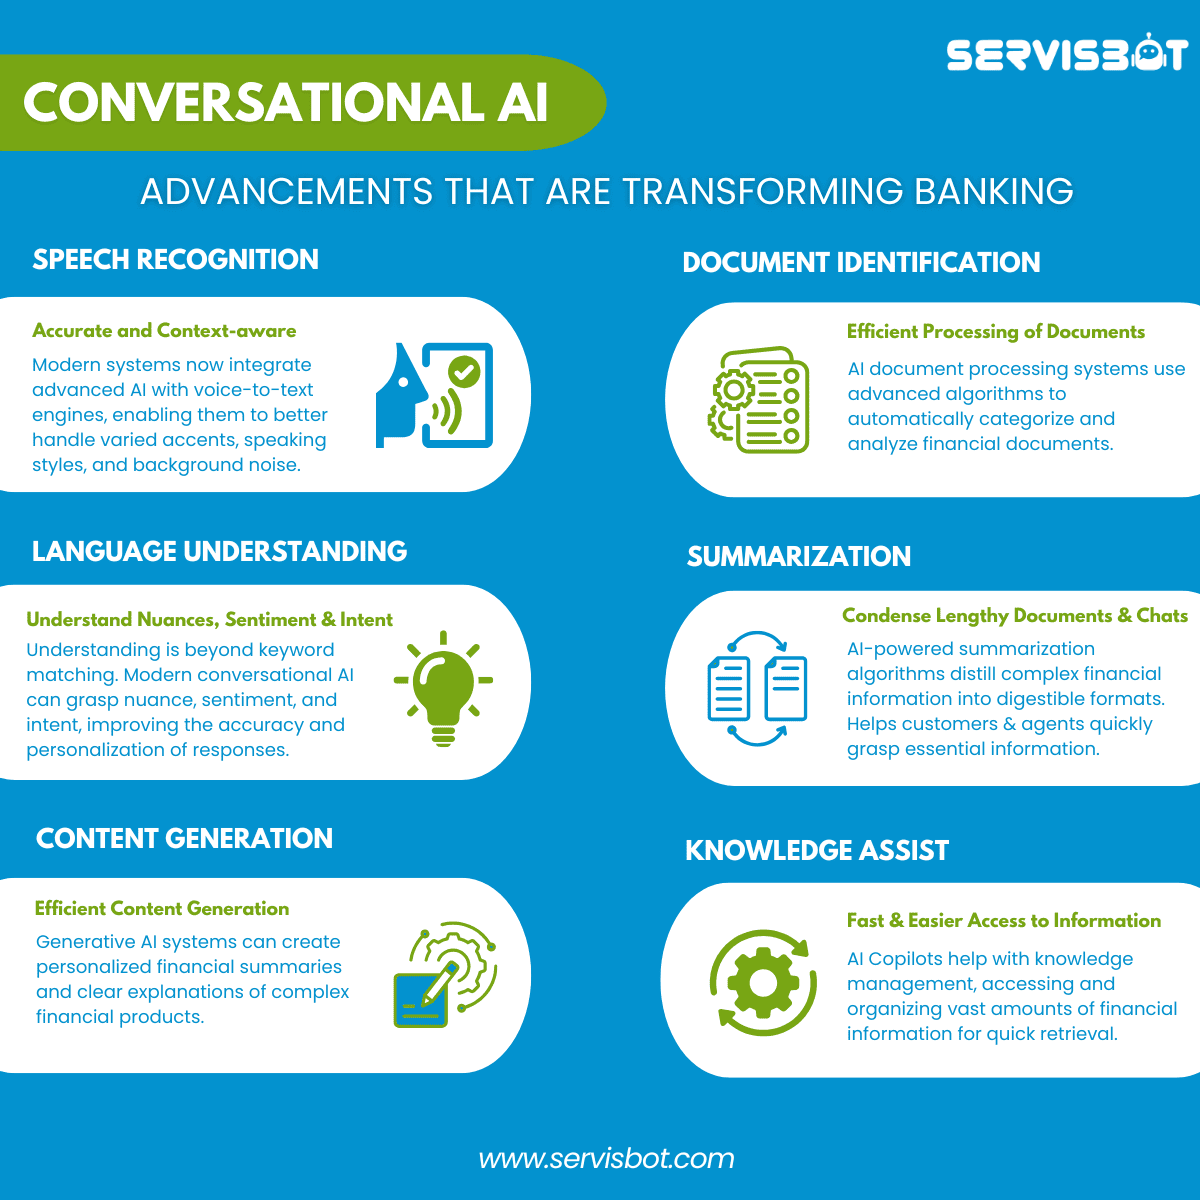 SERVISBOT
CONVERSATIONAL AI
ADVANCEMENTS THAT ARE TRANSFORMING BANKING
SPEECH RECOGNITION
Accurate and Context-aware
Modern systems now integrate
advanced AI with voice-to-text
engines, enabling them to better
handle varied accents, speaking
styles, and background noise.
LANGUAGE UNDERSTANDING
Understand Nuances, Sentiment & Intent
Understanding is beyond keyword
matching. Modern conversational AI
can grasp nuance, sentiment, and
intent, improving the accuracy and
personalization of responses.
CONTENT GENERATION
Efficient Content Generation
Generative AI systems can create
personalized financial summaries
and clear explanations of complex
financial products.
DOCUMENT IDENTIFICATION
Efficient Processing of Documents
AI document processing systems use
advanced algorithms to
automatically categorize and
analyze financial documents.
SUMMARIZATION
Condense Lengthy Documents & Chats
AI-powered summarization
algorithms distill complex financial
information into digestible formats.
Helps customers & agents quickly
grasp essential information.
KNOWLEDGE ASSIST
Fast & Easier Access to Information
AI Copilots help with knowledge
management, accessing and
organizing vast amounts of financial
information for quick retrieval.
www.servisbot.com